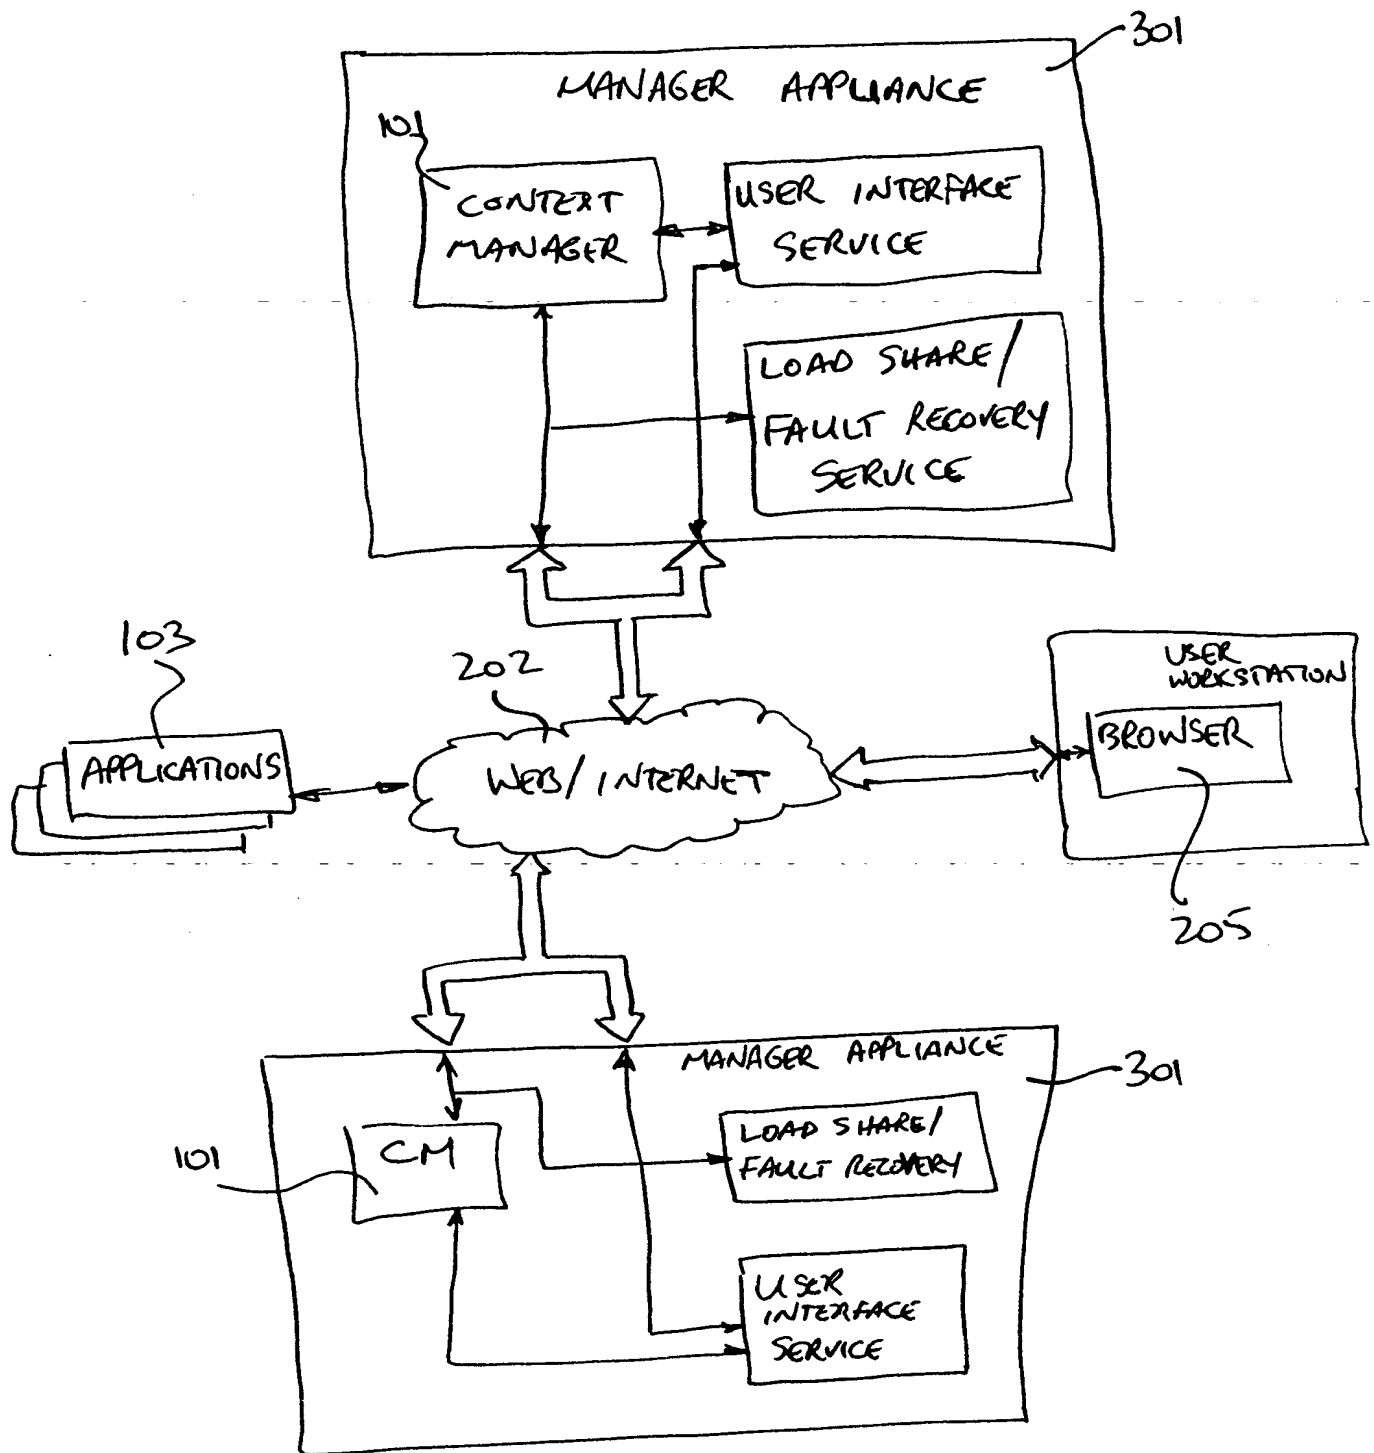 301
MANAGER APPLIANCE
101
CONTEXT
MANAGER
USER INTERFACE
SERVICE
LOAD SHARE/
FAULT RECOVERY
SERVICE
103
202
USER
WORKSTATION
APPLICATIONS
WEB/INTERNET
BROWSER
205
MANAGER APPLIANCE
301
LOAD SHARE/
FAULT RECOVERY
101
CM
USER
INTERFACE
SERVICE